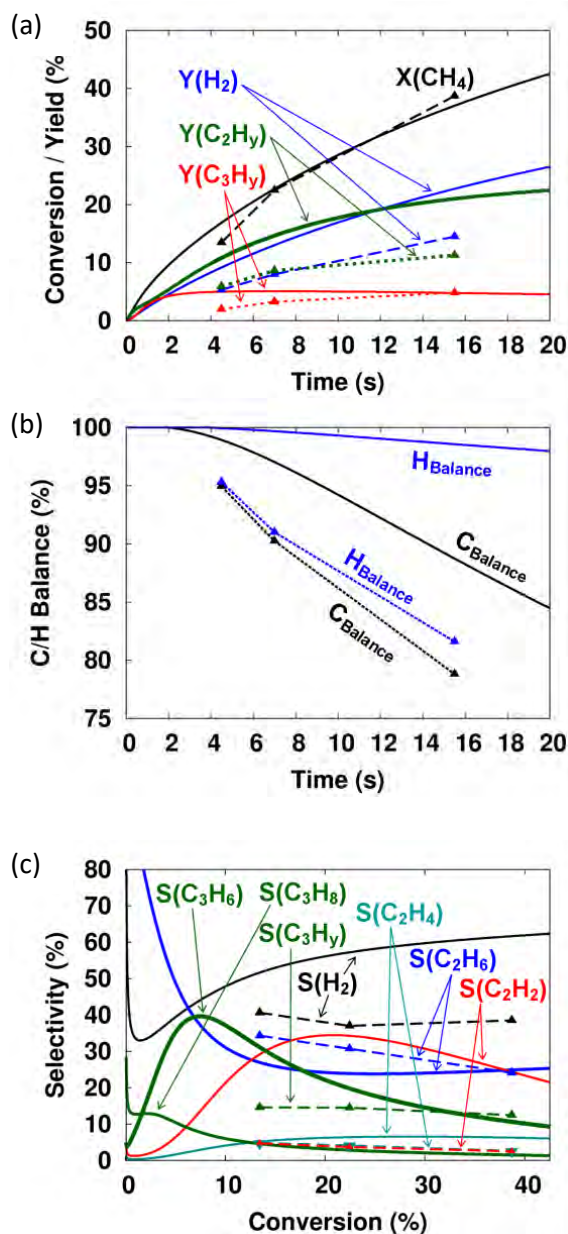 (a)
50
40
30
20
10
0
Conversion / Yield (%
Y(H2)
X(CH4)
Y(C2Hy)
Y(C3Hy)
0 2 4 6 8 10 12 14 16 18 20
Time (s)
(b)
100
95
90
85
80
75
C/H Balance (%)
HBalance
CBalance
HBalance
CBalance
0 2 4 6 8 10 12 14 16 18 20
Time (s)
(c)
80
70
60
50
40
30
20
10
0
Selectivity (%)
S(C3H6)
S(C3H8)
S(C2H4)
S(C3Hy)
S(C2H6)
S(H2)
S(C2H2)
0 10 20 30 40
Conversion (%)